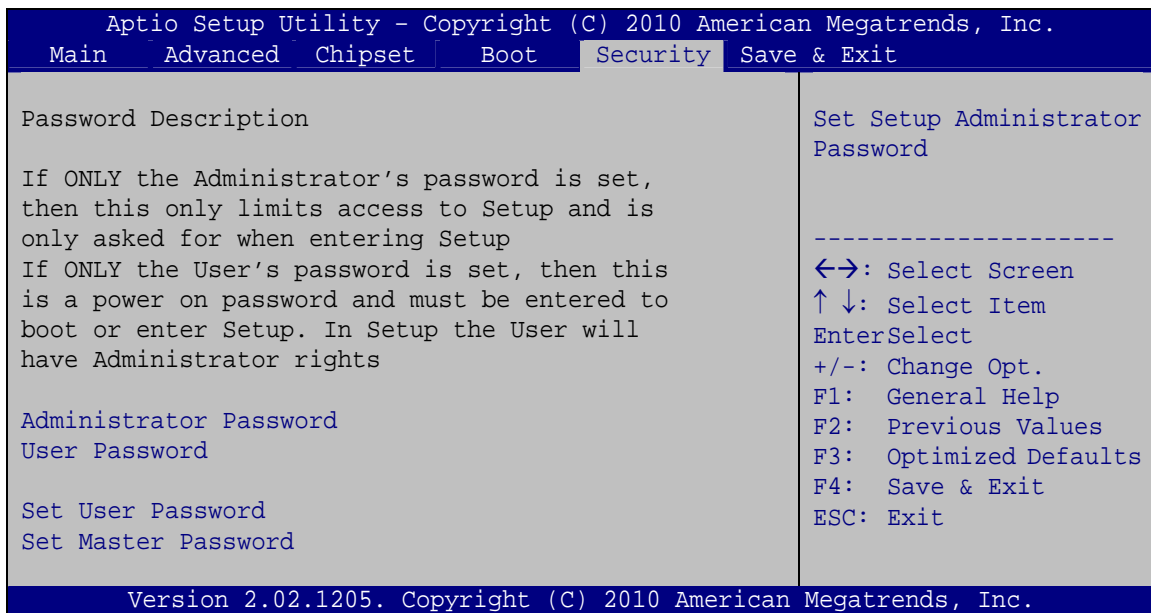 Aptio Setup Utility – Copyright (C) 2010 American Megatrends, Inc.
Main Advanced Chipset Boot Security Save & Exit
Password Description
If ONLY the Administrator’s password is set,
then this only limits access to Setup and is
only asked for when entering Setup
If ONLY the User’s password is set, then this
is a power on password and must be entered to
boot or enter Setup. In Setup the User will
have Administrator rights
Administrator Password
User Password
Set User Password
Set Master Password
Set Setup Administrator
Password
---------------------
←→: Select Screen
↑ ↓: Select Item
EnterSelect
+/-: Change Opt.
F1: General Help
F2: Previous Values
F3: Optimized Defaults
F4: Save & Exit
ESC: Exit
Version 2.02.1205. Copyright (C) 2010 American Megatrends, Inc.